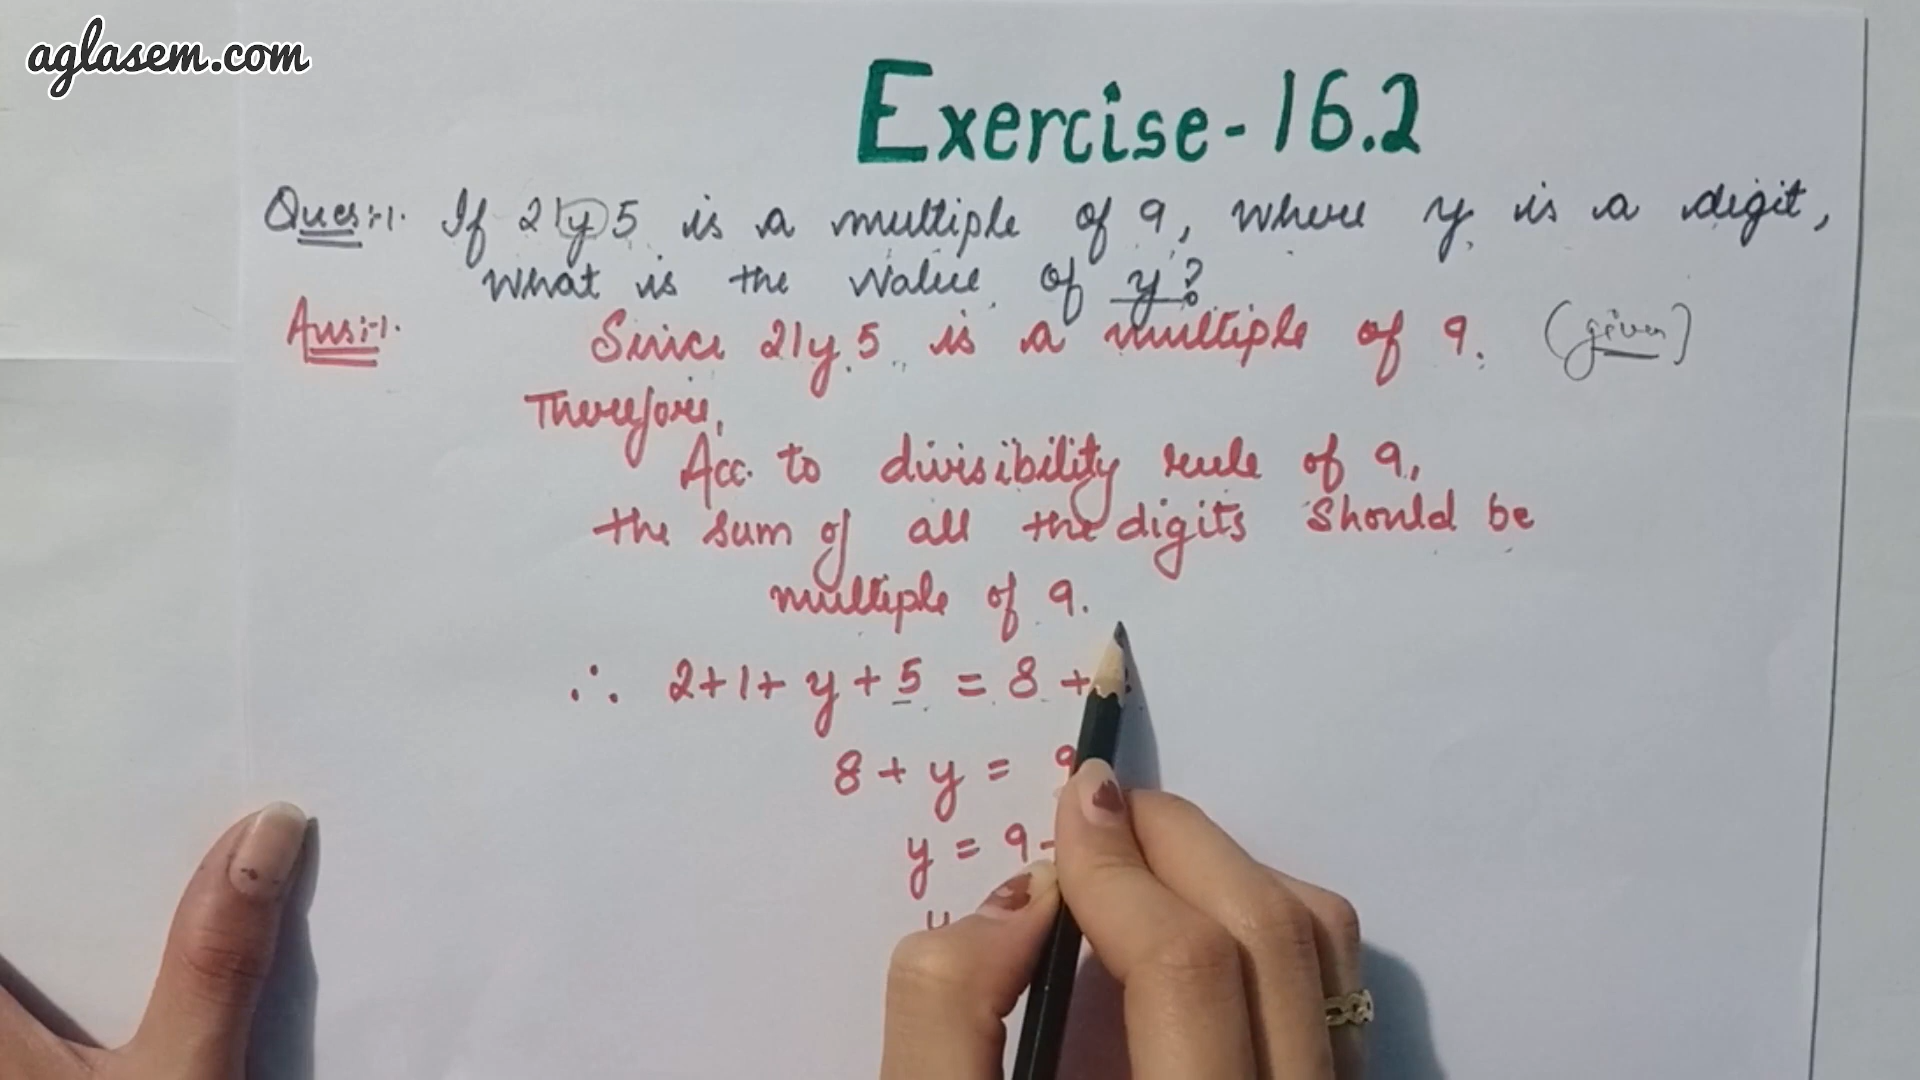 aglasem.com
Exercise-16.2
Ques:-1. If 21y5 is a multiple of 9, where y is a digit,
what is the value of y?
Ans:-1. Since 21y5 is a multiple of 9. (given)
Therefore,
Acc. to divisibility rule of 9,
the sum of all the digits should be
multiple of 9.
∴ 2+1+y+5 = 8+
8+y = 9
y = 9-
y